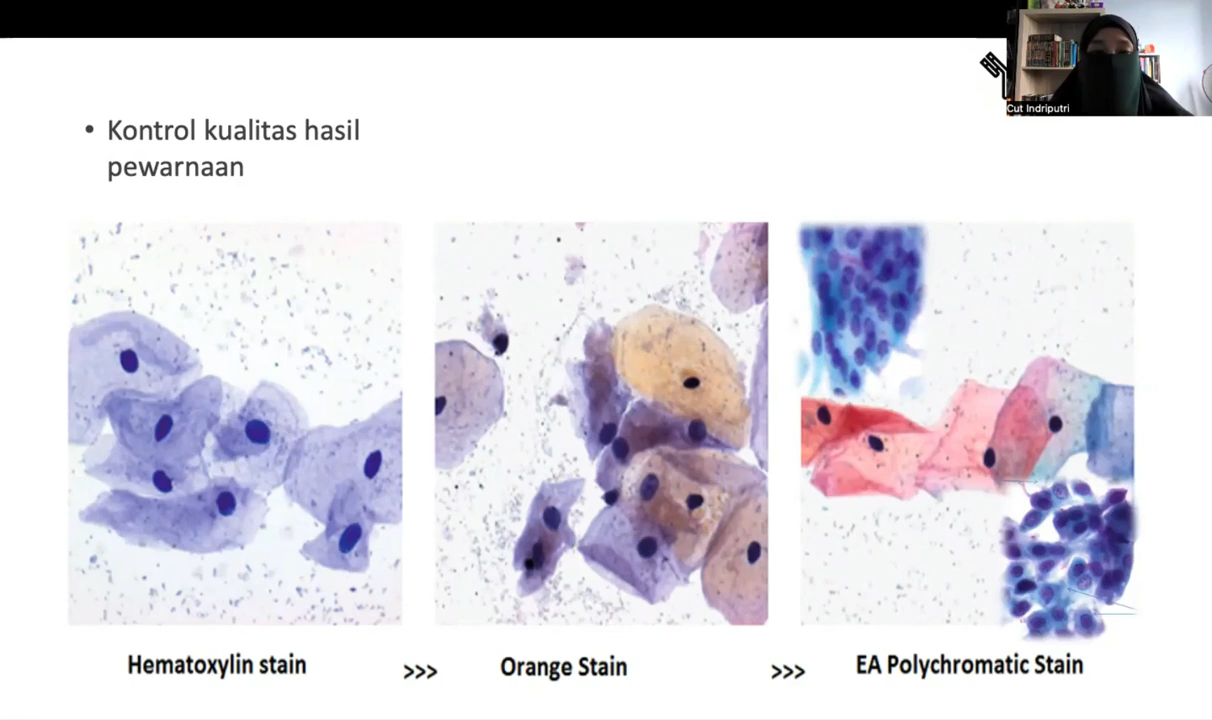 Cut Indriputri
• Kontrol kualitas hasil
pewarnaan
Hematoxylin stain >>> Orange Stain >>> EA Polychromatic Stain